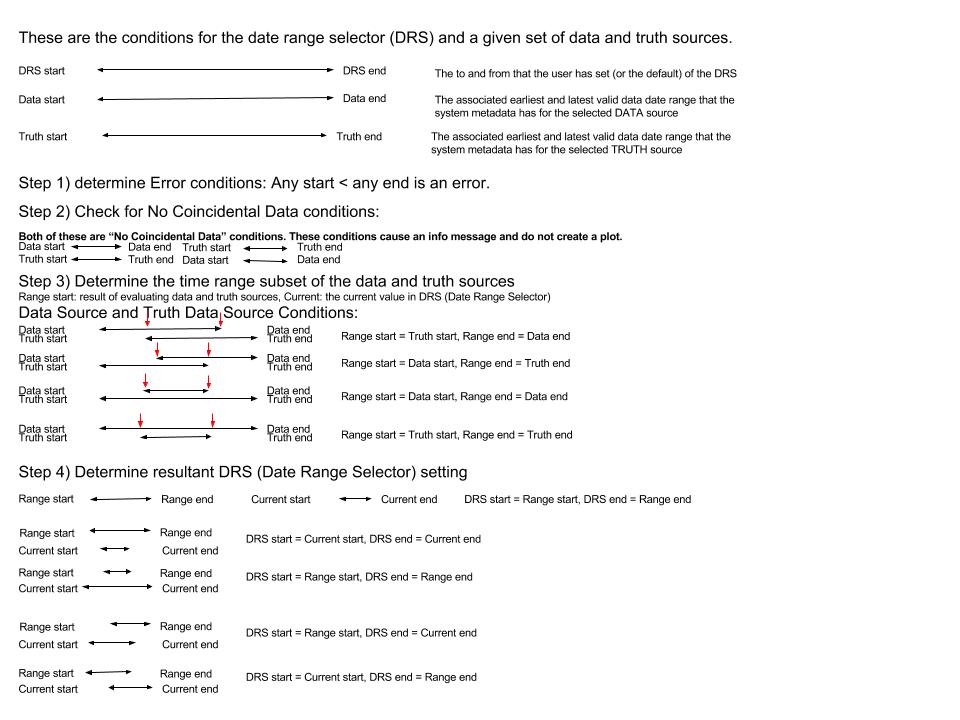 These are the conditions for the date range selector (DRS) and a given set of data and truth sources.
DRS start DRS end The to and from that the user has set (or the default) of the DRS
Data start Data end The associated earliest and latest valid data date range that the
system metadata has for the selected DATA source
Truth start Truth end The associated earliest and latest valid data date range that the
system metadata has for the selected TRUTH source
Step 1) determine Error conditions: Any start < any end is an error.
Step 2) Check for No Coincidental Data conditions:
Both of these are “No Coincidental Data” conditions. These conditions cause an info message and do not create a plot.
Data start Data end Truth start Truth end
Truth start Truth end Data start Data end
Step 3) Determine the time range subset of the data and truth sources
Range start: result of evaluating data and truth sources, Current: the current value in DRS (Date Range Selector)
Data Source and Truth Data Source Conditions:
Data start Data end
Truth start Truth end Range start = Truth start, Range end = Data end
Data start Data end
Truth start Truth end Range start = Data start, Range end = Truth end
Data start Data end
Truth start Truth end Range start = Data start, Range end = Data end
Data start Data end
Truth start Truth end Range start = Truth start, Range end = Truth end
Step 4) Determine resultant DRS (Date Range Selector) setting
Range start Range end Current start Current end DRS start = Range start, DRS end = Range end
Range start Range end
Current start Current end DRS start = Current start, DRS end = Current end
Range start Range end
Current start Current end DRS start = Range start, DRS end = Range end
Range start Range end
Current start Current end DRS start = Range start, DRS end = Current end
Range start Range end
Current start Current end DRS start = Current start, DRS end = Range end